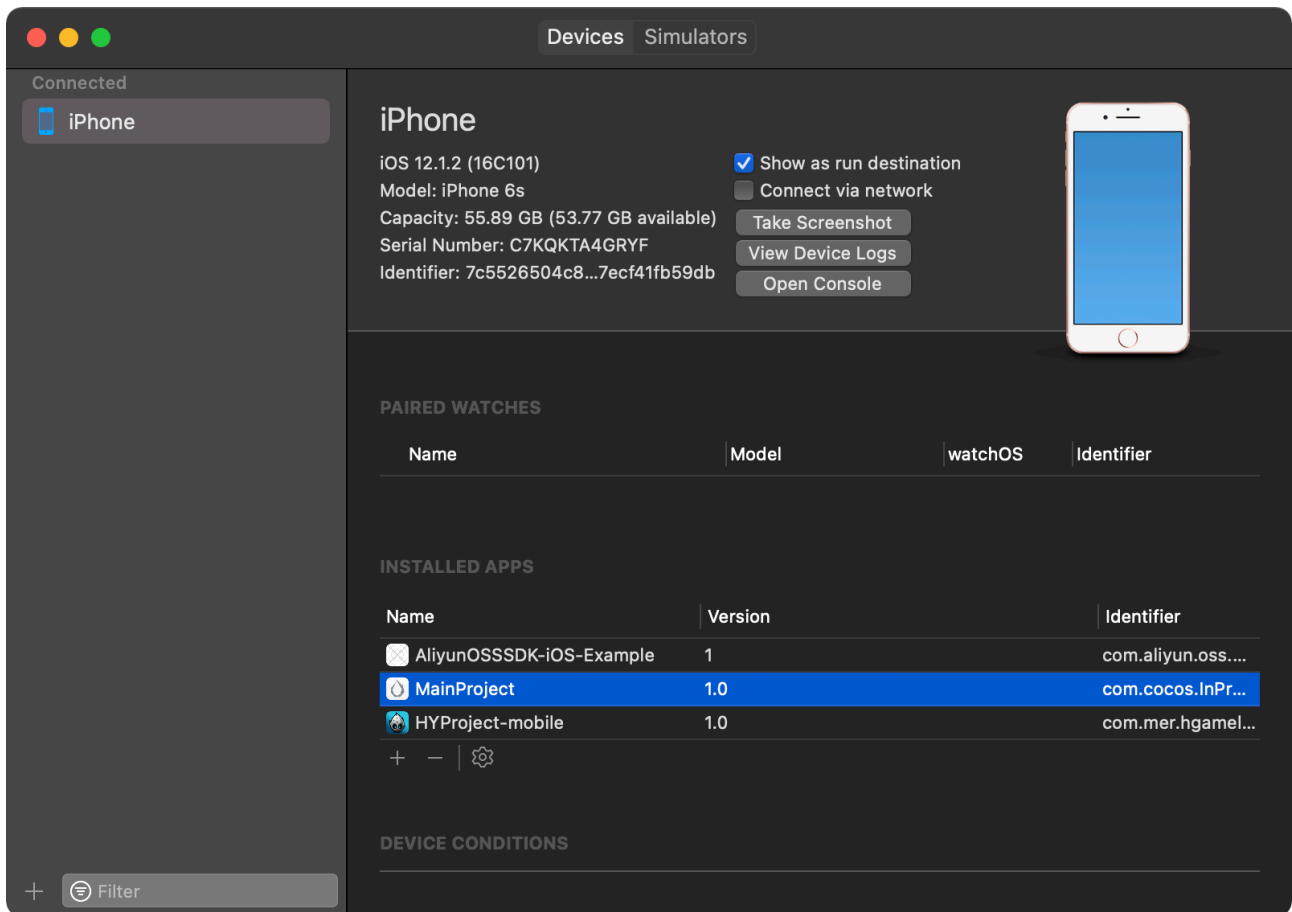 Devices Simulators
Connected
iPhone
iPhone
iOS 12.1.2 (16C101)
Model: iPhone 6s
Capacity: 55.89 GB (53.77 GB available)
Serial Number: C7KQKTA4GRYF
Identifier: 7c5526504c8...7ecf41fb59db
Show as run destination
Connect via network
Take Screenshot
View Device Logs
Open Console
PAIRED WATCHES
Name Model watchOS Identifier
INSTALLED APPS
Name Version Identifier
AliyunOSSSDK-iOS-Example 1 com.aliyun.oss....
MainProject 1.0 com.cocos.InPr...
HYProject-mobile 1.0 com.mer.hgamel...
DEVICE CONDITIONS
Filter